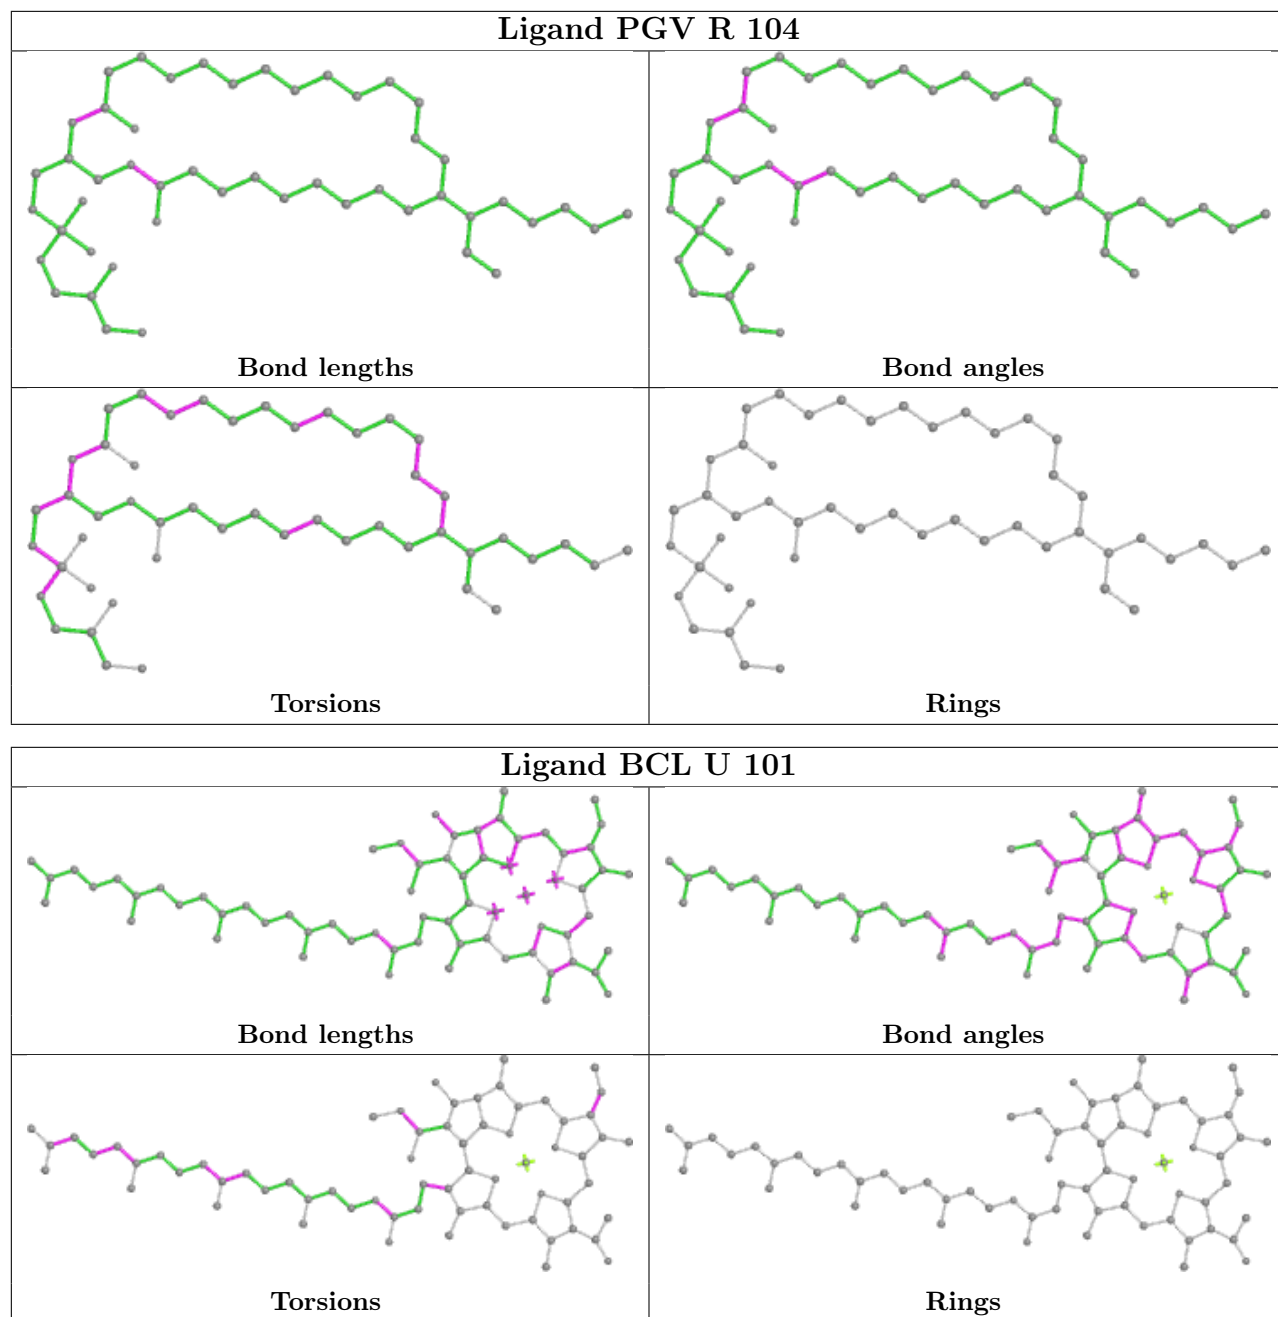 Ligand PGV R 104
Bond lengths
Bond angles
Torsions
Rings
Ligand BCL U 101
Bond lengths
Bond angles
Torsions
Rings